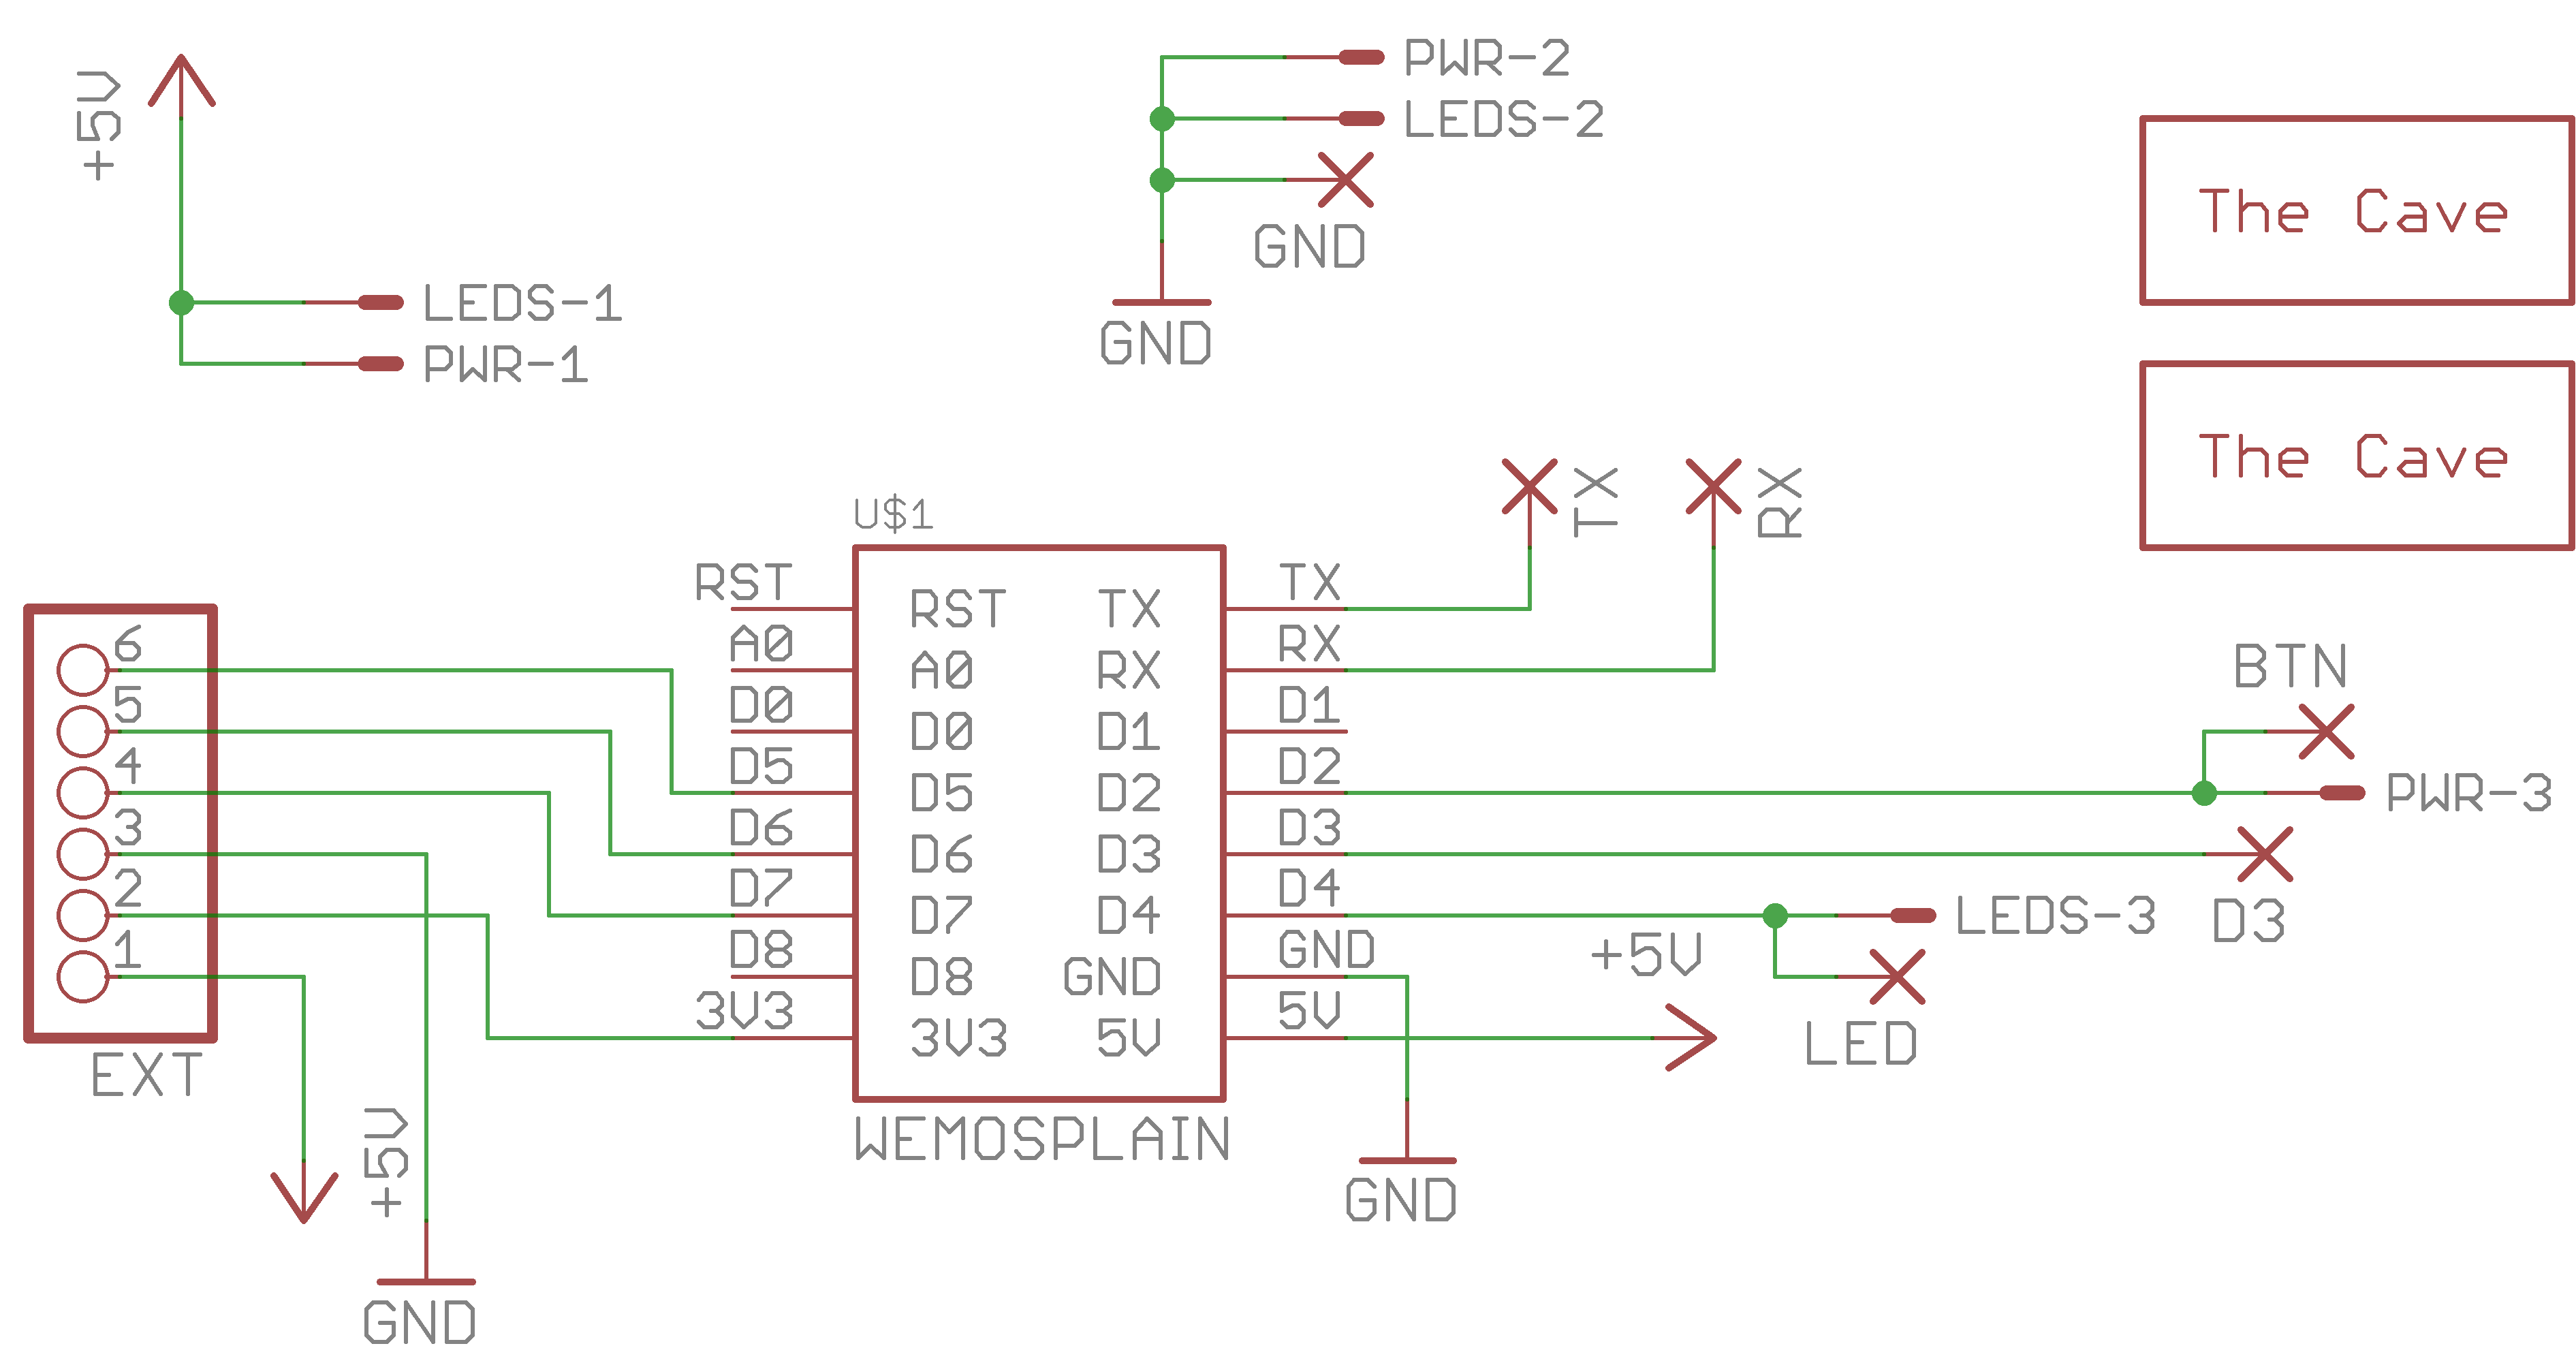 +5V
LEDS-1
PWR-1
PWR-2
LEDS-2
GND
GND
The Cave
The Cave
TX
RX
U$1
RST
A0
D0
D5
D6
D7
D8
3V3
RST TX
A0 RX
D0 D1
D5 D2
D6 D3
D7 D4
D8 GND
3V3 5V
WEMOSPLAIN
TX
RX
D1
D2
D3
D4
GND
5V
6
5
4
3
2
1
EXT
+5V
GND
GND
+5V
BTN
PWR-3
D3
LEDS-3
LED